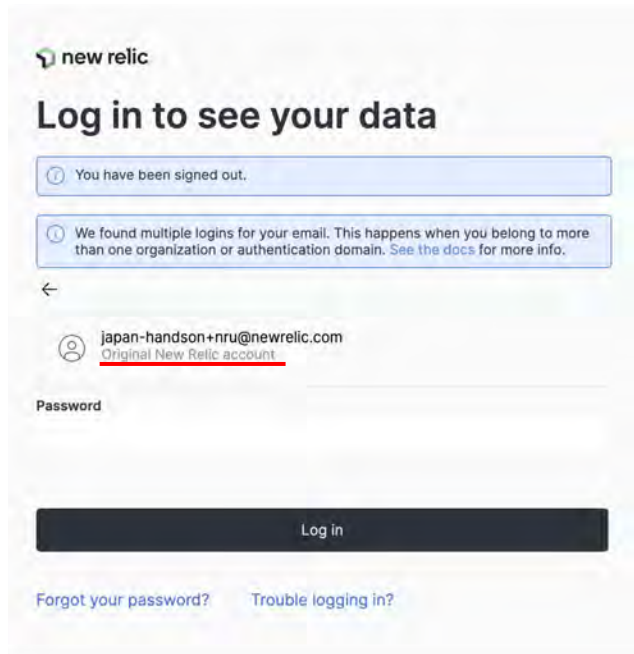 new relic
Log in to see your data
You have been signed out.
We found multiple logins for your email. This happens when you belong to more
than one organization or authentication domain. See the docs for more info.
japan-handson+nru@newrelic.com
Original New Relic account
Password
Log in
Forgot your password? Trouble logging in?